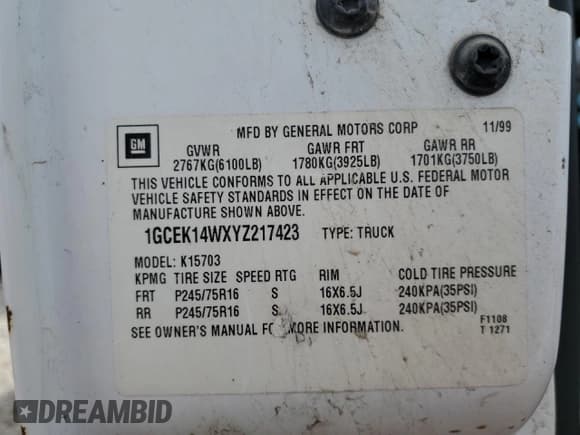 GM
MFD BY GENERAL MOTORS CORP 11/99
GVWR GAWR FRT GAWR RR
2767KG(6100LB) 1780KG(3925LB) 1701KG(3750LB)
THIS VEHICLE CONFORMS TO ALL APPLICABLE U.S. FEDERAL MOTOR
VEHICLE SAFETY STANDARDS IN EFFECT ON THE DATE OF
MANUFACTURE SHOWN ABOVE.
1GCEK14WXYZ217423 TYPE: TRUCK
MODEL: K15703
KPMG TIRE SIZE SPEED RTG RIM COLD TIRE PRESSURE
FRT P245/75R16 S 16X6.5J 240KPA(35PSI)
RR P245/75R16 S 16X6.5J 240KPA(35PSI)
SEE OWNER'S MANUAL FOR MORE INFORMATION.
F1108
T 1271
DREAMBID